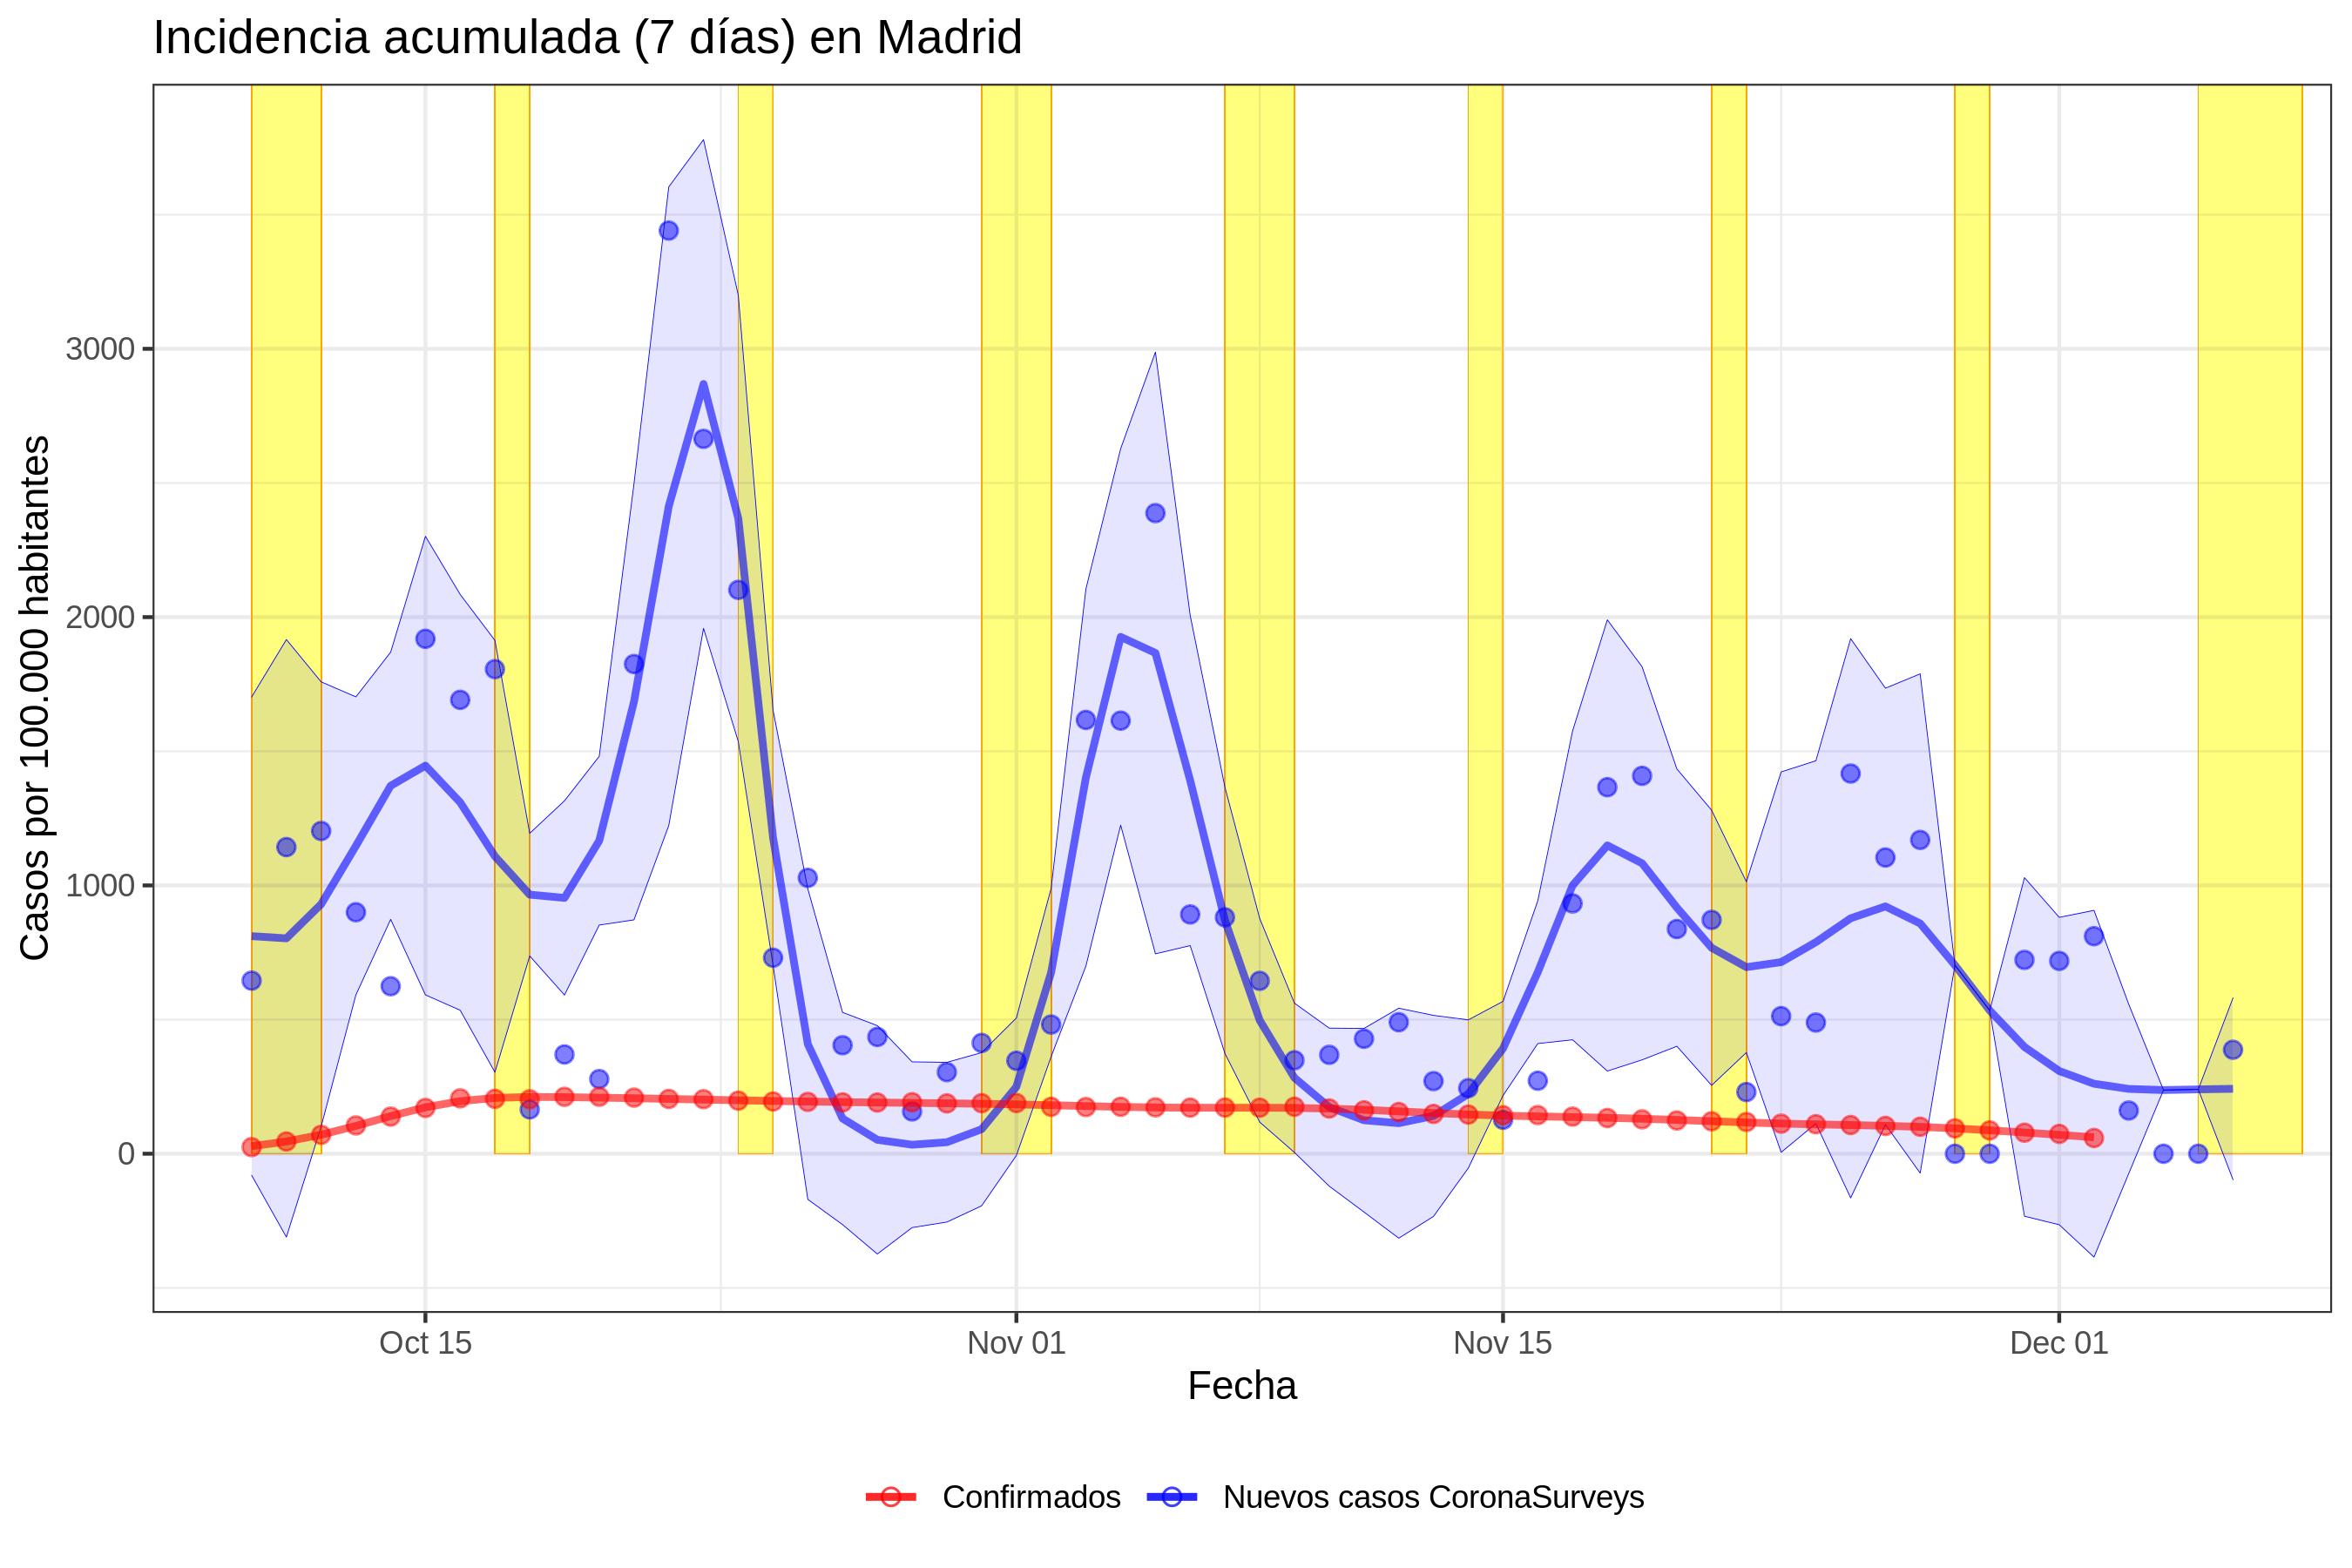 Incidencia acumulada (7 días) en Madrid
Casos por 100.000 habitantes
3000
2000
1000
0
Oct 15
Nov 01
Nov 15
Dec 01
Fecha
Confirmados
Nuevos casos CoronaSurveys